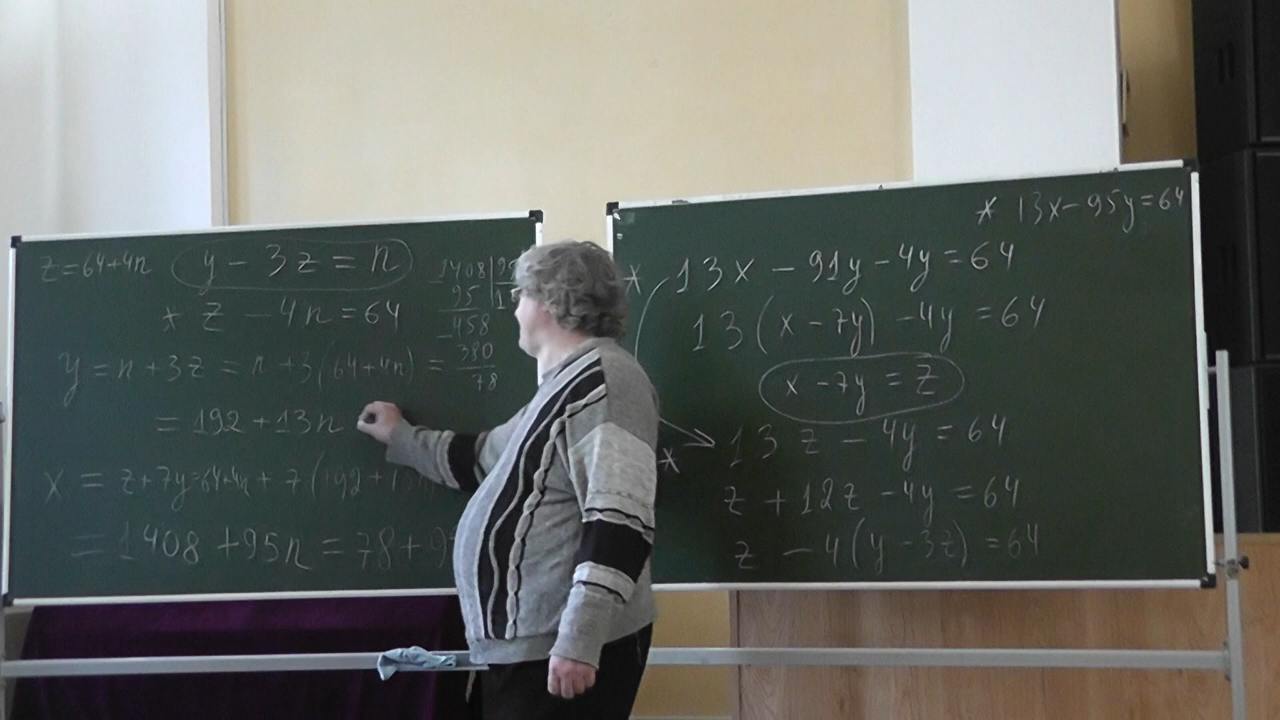 z=64+4n
y - 3z = n
* z - 4n = 64
1408
95
-458
380
78
y = n + 3z = n + 3(64+4n) =
= 192 + 13n
x = z+7y=64+4n + 7(192+13n
= 1408 + 95n = 78 + 9
* 13x-95y=64
* 13x - 91y - 4y = 64
13(x - 7y) - 4y = 64
x - 7y = z
* 13z - 4y = 64
z + 12z - 4y = 64
z - 4(y - 3z) = 64